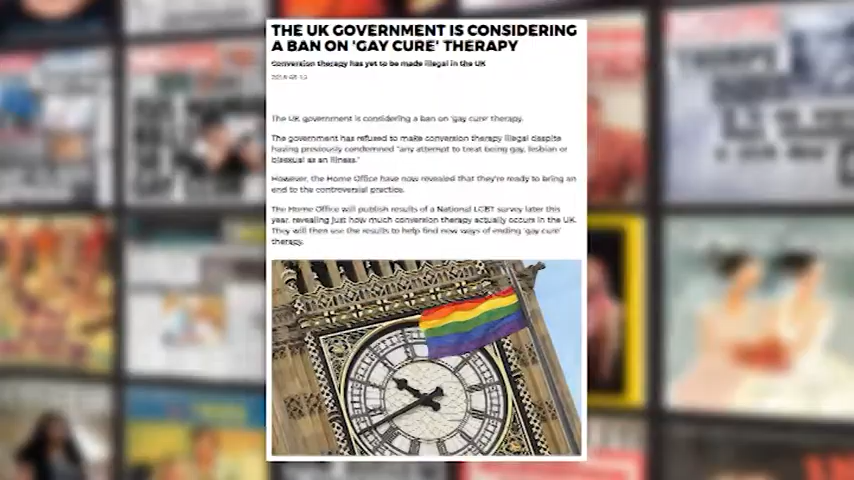 THE UK GOVERNMENT IS CONSIDERING
A BAN ON 'GAY CURE' THERAPY
Conversion therapy has yet to be made illegal in the UK
The UK government is considering a ban on 'gay cure' therapy.
The government has refused to make conversion therapy illegal despite
having previously condemned "any attempt to treat being gay, lesbian or
bisexual as an illness."
However, the Home Office have now revealed that they're ready to bring an
end to the controversial practice.
The Home Office will publish results of a National LGBT survey later this
year, revealing just how much conversion therapy actually occurs in the UK.
They will then use the results to help find new ways of ending 'gay cure'
therapy.